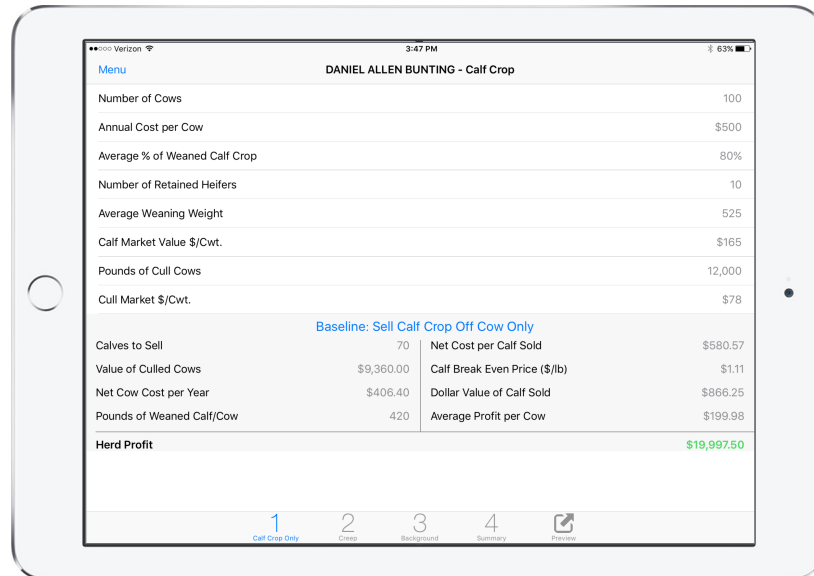 ●●○○○ Verizon 3:47 PM 63%
Menu DANIEL ALLEN BUNTING - Calf Crop
Number of Cows 100
Annual Cost per Cow $500
Average % of Weaned Calf Crop 80%
Number of Retained Heifers 10
Average Weaning Weight 525
Calf Market Value $/Cwt. $165
Pounds of Cull Cows 12,000
Cull Market $/Cwt. $78
Baseline: Sell Calf Crop Off Cow Only
Calves to Sell 70 Net Cost per Calf Sold $580.57
Value of Culled Cows $9,360.00 Calf Break Even Price ($/lb) $1.11
Net Cow Cost per Year $406.40 Dollar Value of Calf Sold $866.25
Pounds of Weaned Calf/Cow 420 Average Profit per Cow $199.98
Herd Profit $19,997.50
1 2 3 4
Calf Crop Only Creep Background Summary Preview